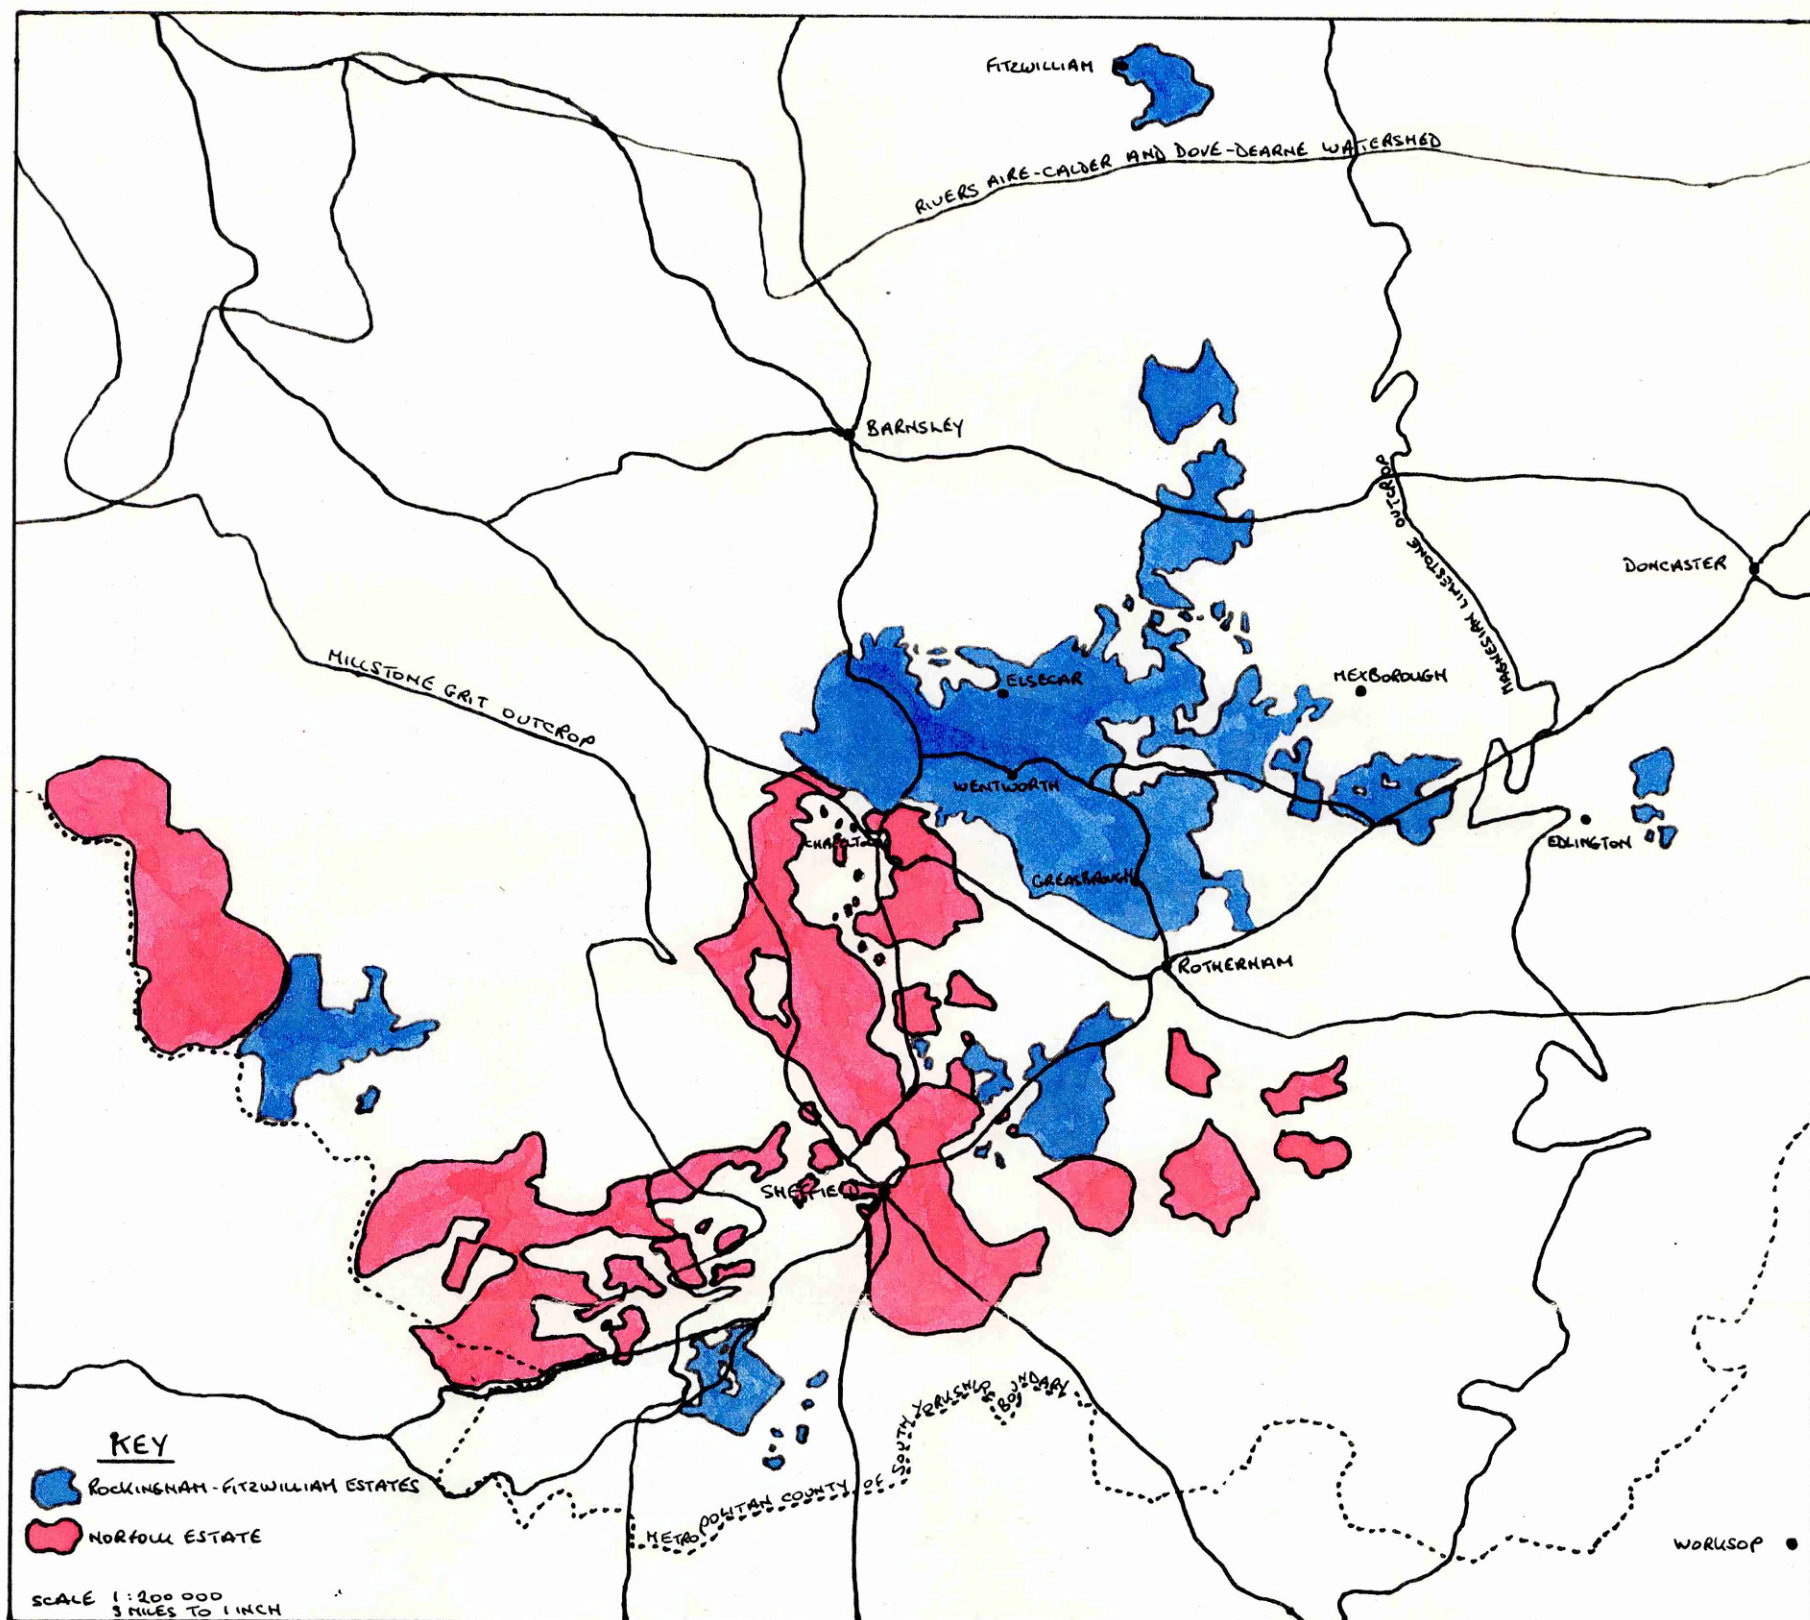 FITZWILLIAM
RIVERS AIRE-CALDER AND DOVE-DEARNE WATERSHED
BARNSLEY
MAGNESIAN LIMESTONE OUTCROP
DONCASTER
MILLSTONE GRIT OUTCROP
ELSECAR
MEXBOROUGH
WENTWORTH
CHAPELTOWN
EDLINGTON
GREASBROUGH
ROTHERHAM
SHEFFIELD
METROPOLITAN COUNTY OF SOUTH YORKSHIRE BOUNDARY
WORKSOP
KEY
ROCKINGHAM-FITZWILLIAM ESTATES
NORFOLK ESTATE
SCALE 1:200 000
3 MILES TO 1 INCH